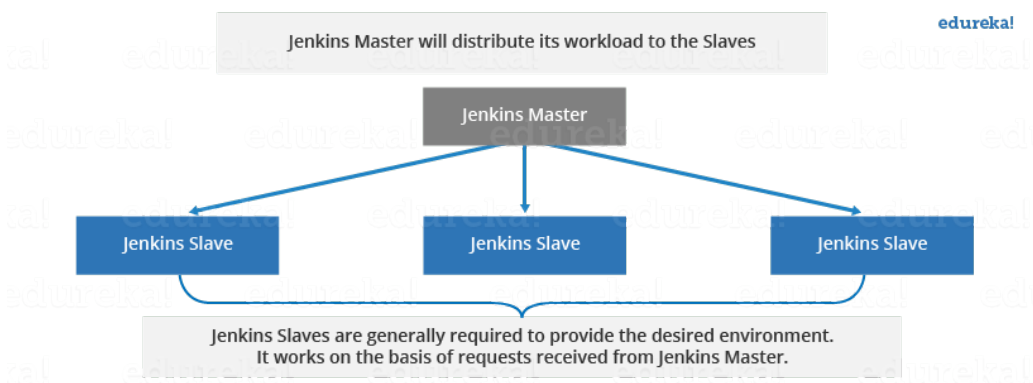 edureka!
Jenkins Master will distribute its workload to the Slaves
Jenkins Master
Jenkins Slave
Jenkins Slave
Jenkins Slave
Jenkins Slaves are generally required to provide the desired environment.
It works on the basis of requests received from Jenkins Master.